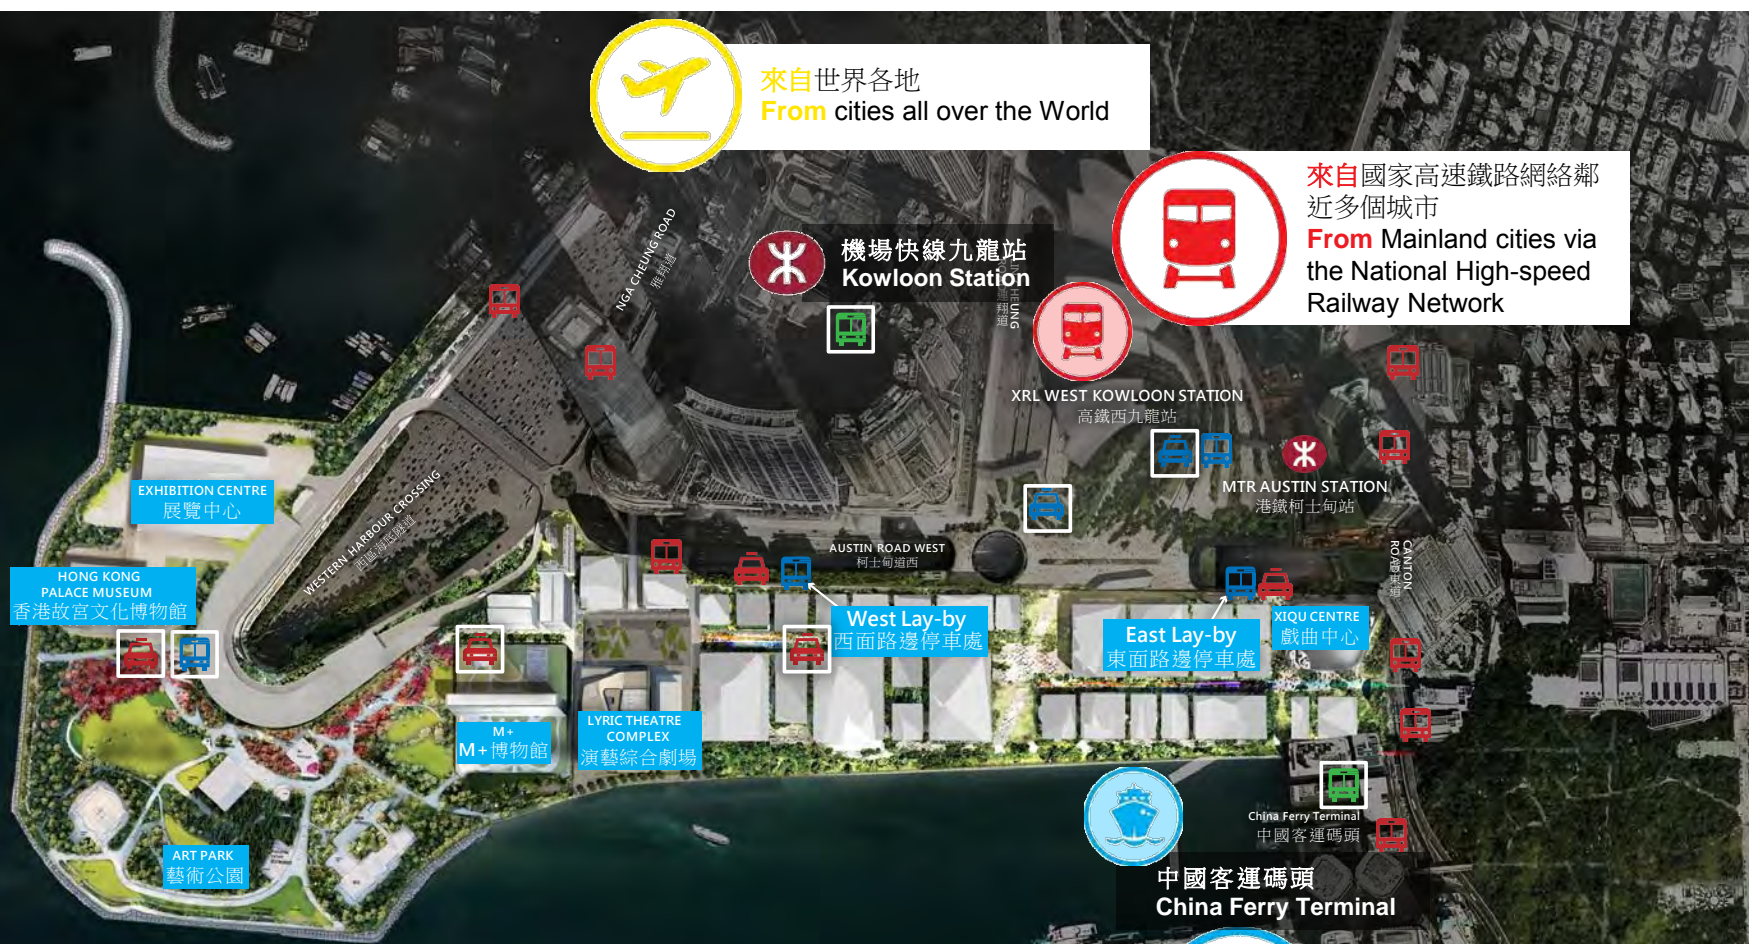 來自世界各地
From cities all over the World
來自國家高速鐵路網絡鄰
近多個城市
From Mainland cities via
the National High-speed
Railway Network
NGA CHEUNG ROAD
雅翔道
機場快線九龍站
Kowloon Station
XRL WEST KOWLOON STATION
高鐵西九龍站
MTR AUSTIN STATION
港鐵柯士甸站
EXHIBITION CENTRE
展覽中心
WESTERN HARBOUR CROSSING
西區海底隧道
AUSTIN ROAD WEST
柯士甸道西
CANTON
ROAD
廣東道
HONG KONG
PALACE MUSEUM
香港故宮文化博物館
West Lay-by
西面路邊停車處
East Lay-by
東面路邊停車處
XIQU CENTRE
戲曲中心
M+
M+博物館
LYRIC THEATRE
COMPLEX
演藝綜合劇場
ART PARK
藝術公園
China Ferry Terminal
中國客運碼頭
中國客運碼頭
China Ferry Terminal